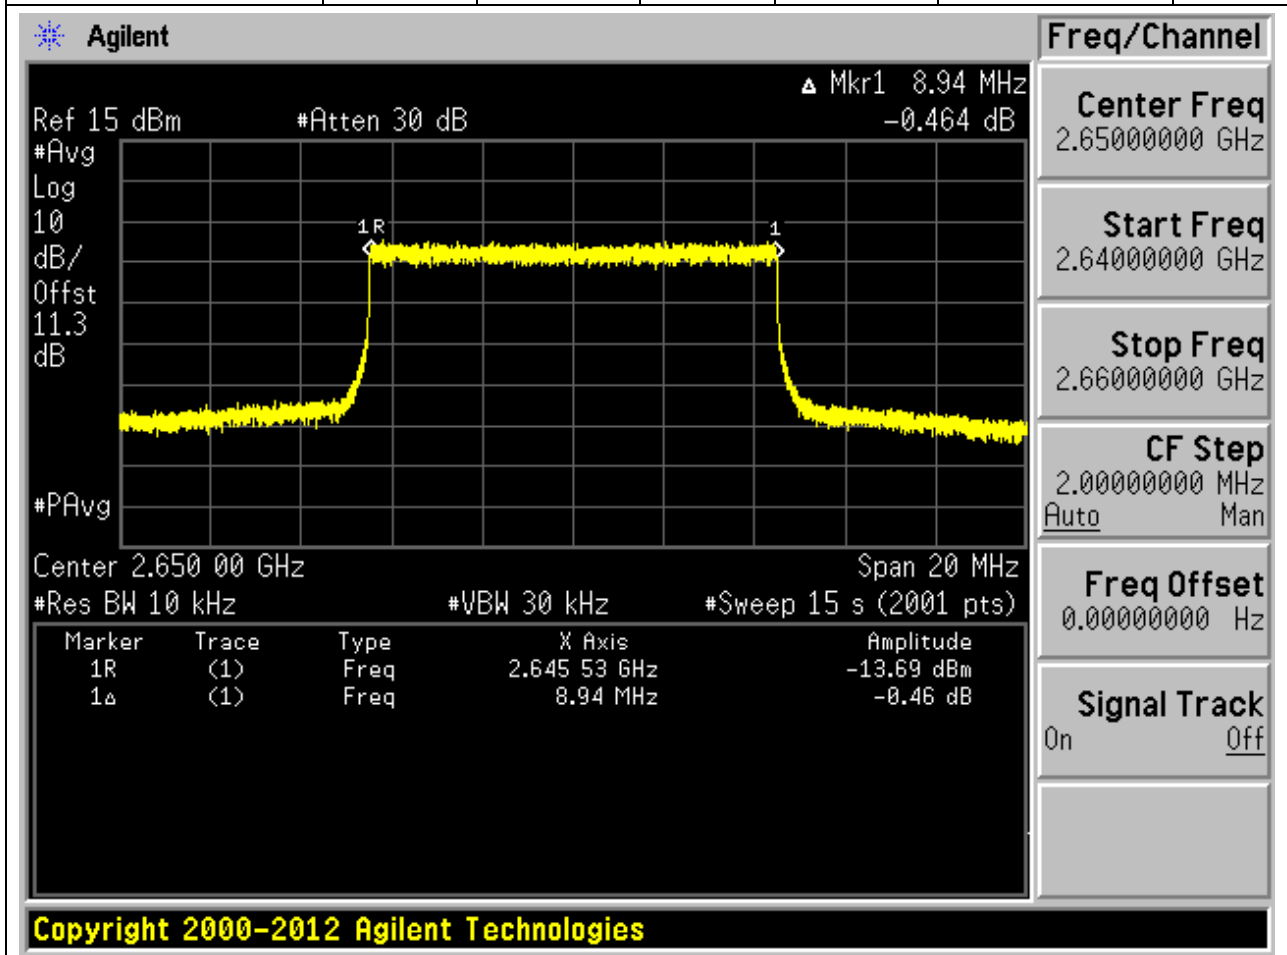 Agilent
Freq/Channel
Δ Mkr1 8.94 MHz
Ref 15 dBm #Atten 30 dB -0.464 dB
#Avg
Log
10
dB/
Offst
11.3
dB
1R
1
#PAvg
Center 2.650 00 GHz Span 20 MHz
#Res BW 10 kHz #VBW 30 kHz #Sweep 15 s (2001 pts)
Marker Trace Type X Axis Amplitude
1R (1) Freq 2.645 53 GHz -13.69 dBm
1Δ (1) Freq 8.94 MHz -0.46 dB
Center Freq
2.65000000 GHz
Start Freq
2.64000000 GHz
Stop Freq
2.66000000 GHz
CF Step
2.00000000 MHz
Auto Man
Freq Offset
0.00000000 Hz
Signal Track
On Off
Copyright 2000-2012 Agilent Technologies